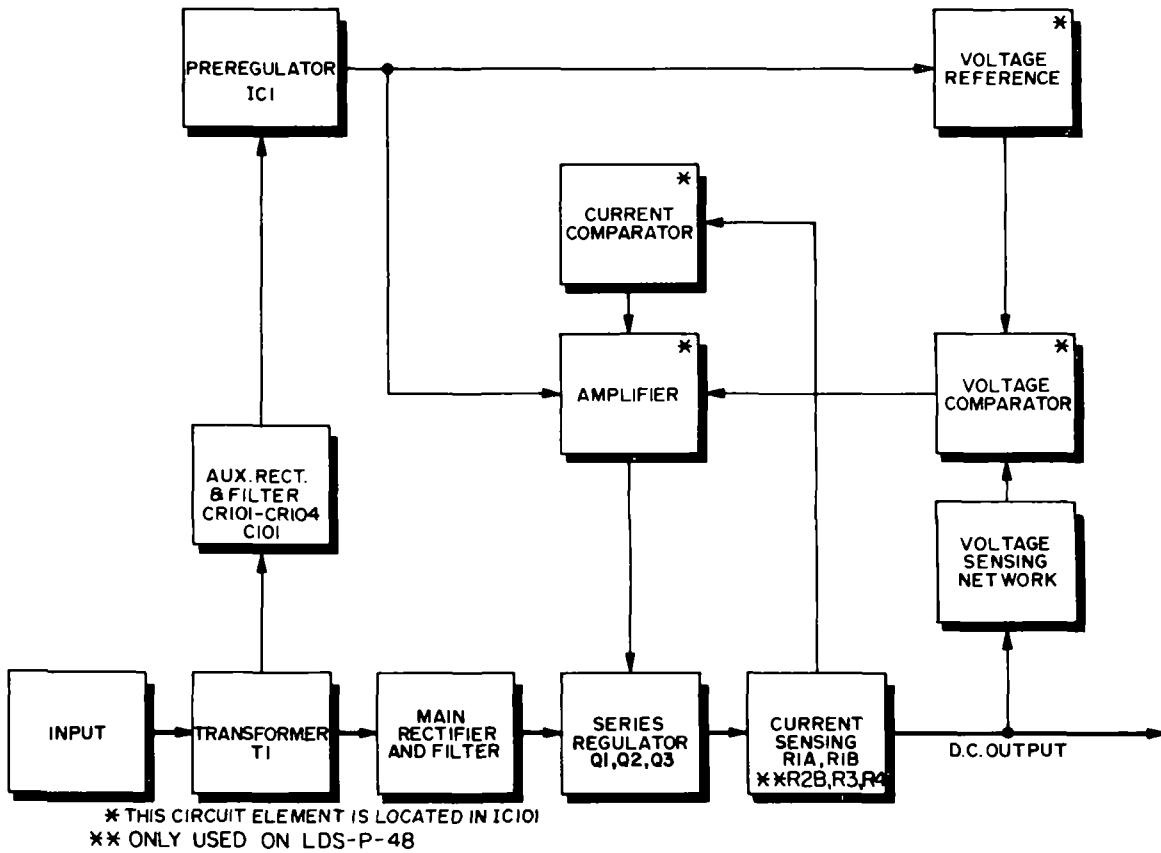 PREREGULATOR
IC1
*
VOLTAGE
REFERENCE
*
CURRENT
COMPARATOR
*
AMPLIFIER
*
VOLTAGE
COMPARATOR
AUX. RECT.
& FILTER
CR101-CR104
C101
VOLTAGE
SENSING
NETWORK
INPUT
TRANSFORMER
T1
MAIN
RECTIFIER
AND FILTER
SERIES
REGULATOR
Q1,Q2,Q3
CURRENT
SENSING
R1A, R1B
**R2B, R3, R4
D.C. OUTPUT
* THIS CIRCUIT ELEMENT IS LOCATED IN IC101
** ONLY USED ON LDS-P-48